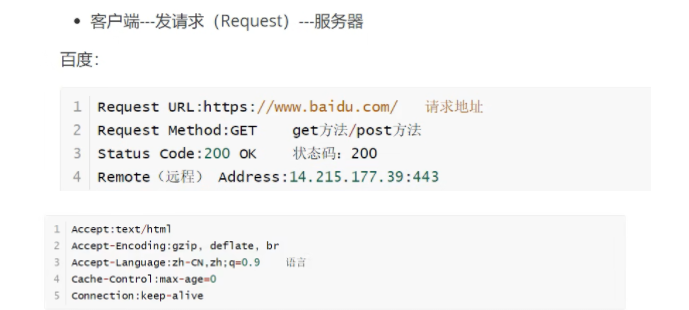 • 客户端---发请求（Request）---服务器
百度：
1 Request URL:https://www.baidu.com/ 请求地址
2 Request Method:GET get方法/post方法
3 Status Code:200 OK 状态码：200
4 Remote（远程） Address:14.215.177.39:443
1 Accept:text/html
2 Accept-Encoding:gzip, deflate, br
3 Accept-Language:zh-CN,zh;q=0.9 语言
4 Cache-Control:max-age=0
5 Connection:keep-alive